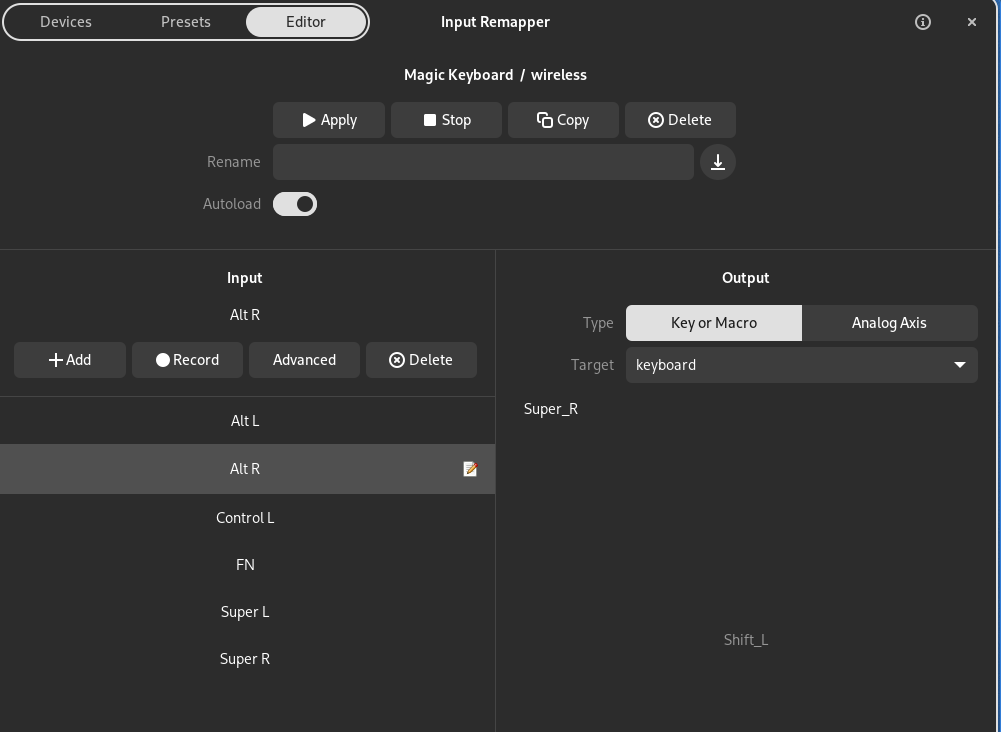 Devices Presets Editor Input Remapper
Magic Keyboard / wireless
Apply Stop Copy Delete
Rename
Autoload
Input
Alt R
Add Record Advanced Delete
Alt L
Alt R
Control L
FN
Super L
Super R
Output
Type Key or Macro Analog Axis
Target keyboard
Super_R
Shift_L